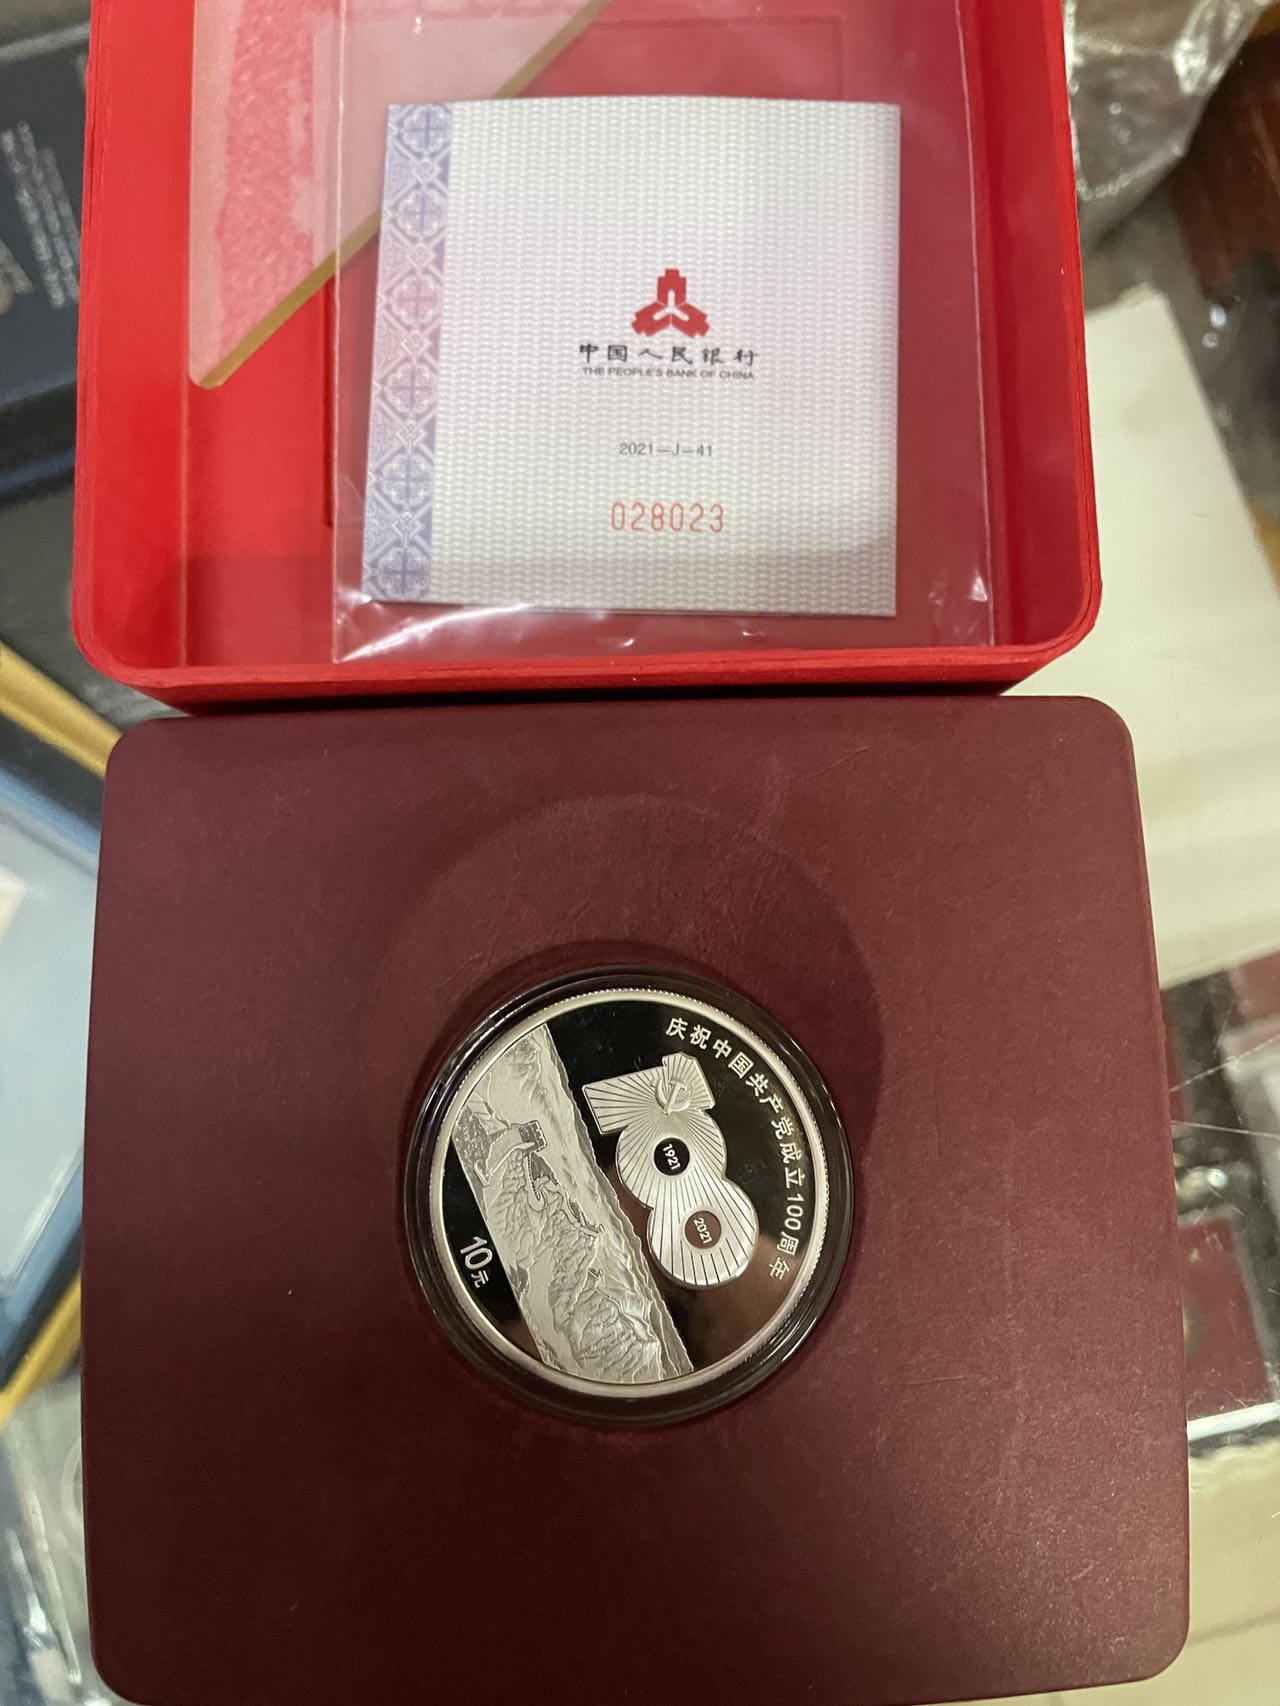 中国人民银行
THE PEOPLE'S BANK OF CHINA
2021-J-41
028023
庆祝中国共产党成立100周年
1921
2021
10元